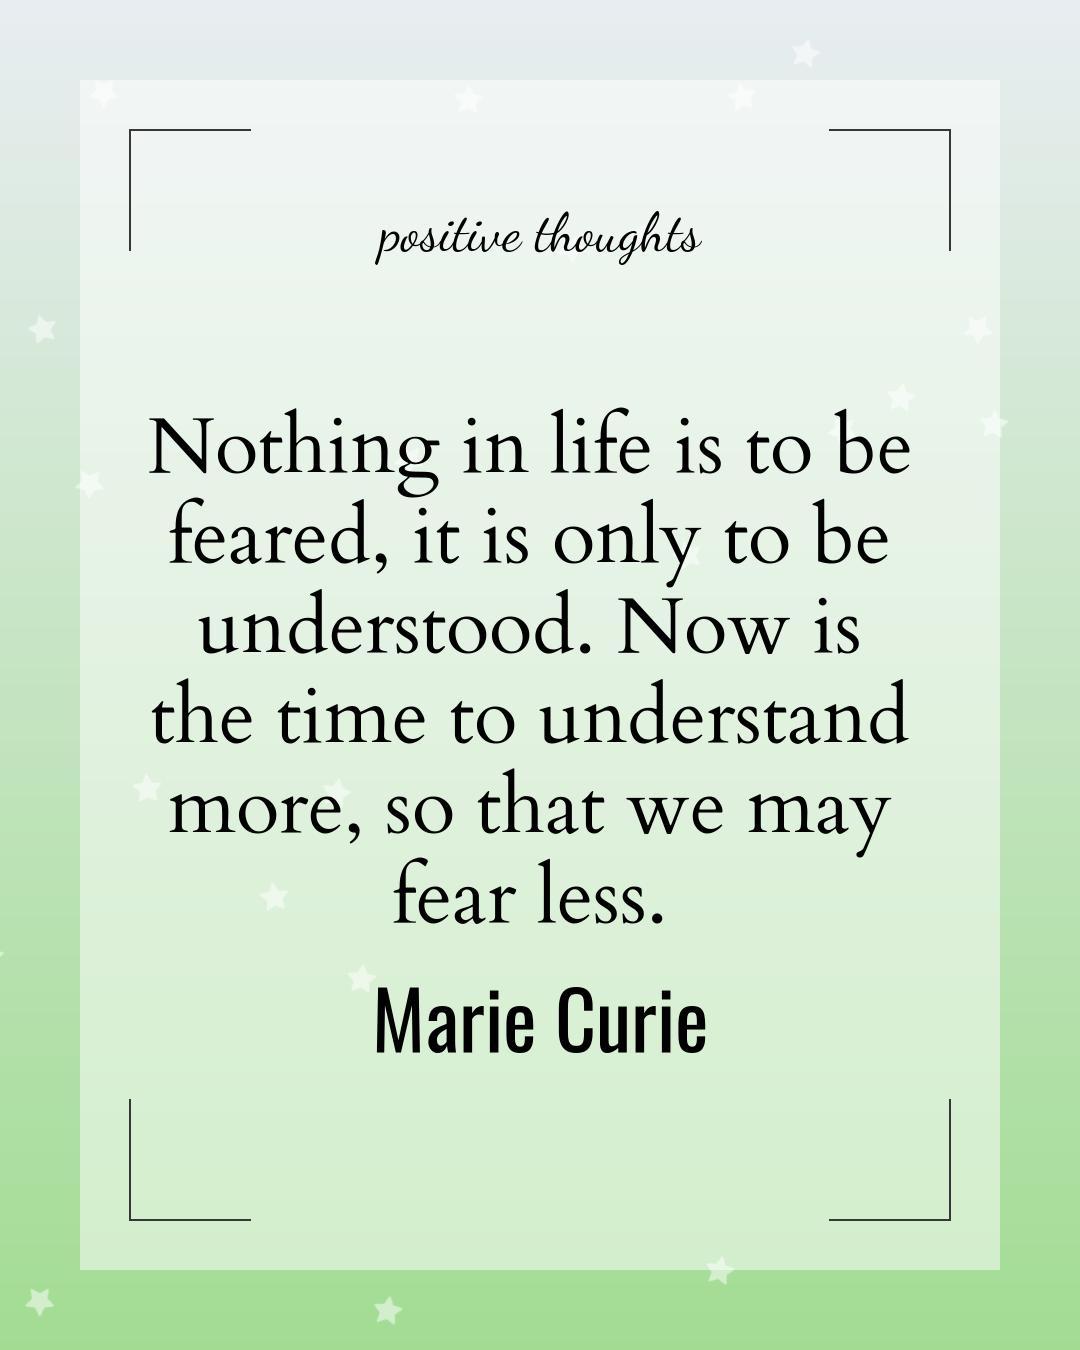 positive thoughts
Nothing in life is to be
feared, it is only to be
understood. Now is
the time to understand
more, so that we may
fear less.
Marie Curie